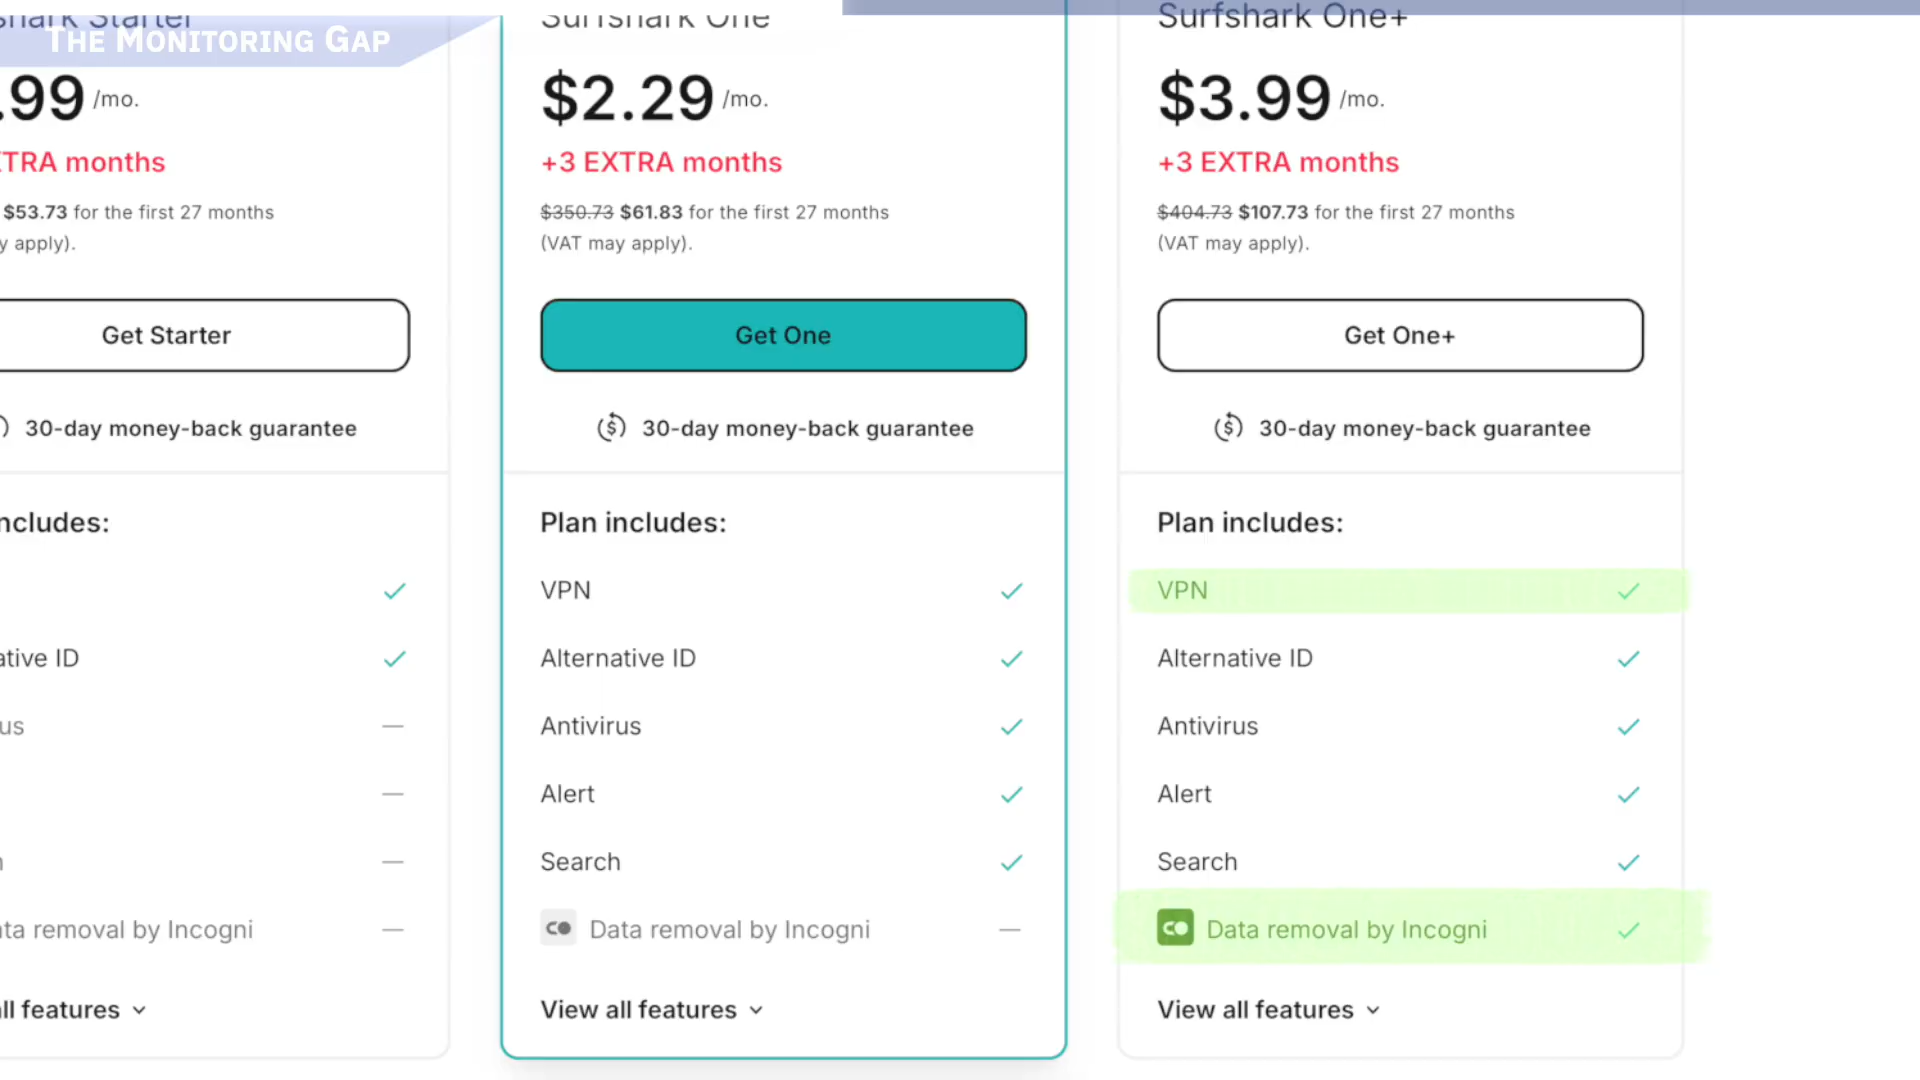 THE MONITORING GAP
Surfshark One
Surfshark One+
.99 /mo.
$2.29 /mo.
$3.99 /mo.
TRA months
+3 EXTRA months
+3 EXTRA months
$53.73 for the first 27 months
y apply).
$350.73 $61.83 for the first 27 months
(VAT may apply).
$404.73 $107.73 for the first 27 months
(VAT may apply).
Get Starter
Get One
Get One+
30-day money-back guarantee
30-day money-back guarantee
30-day money-back guarantee
ncludes:
ative ID
us
ta removal by Incogni
ll features
Plan includes:
VPN
Alternative ID
Antivirus
Alert
Search
Data removal by Incogni
View all features
Plan includes:
VPN
Alternative ID
Antivirus
Alert
Search
Data removal by Incogni
View all features